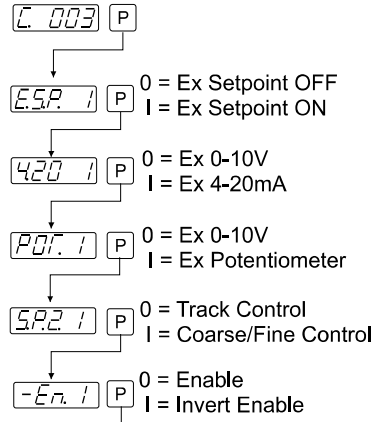 C. 003 P
E.S.P. 1 P 0 = Ex Setpoint OFF
I = Ex Setpoint ON
4.20 1 P 0 = Ex 0-10V
I = Ex 4-20mA
POT. 1 P 0 = Ex 0-10V
I = Ex Potentiometer
S.P.2. 1 P 0 = Track Control
I = Coarse/Fine Control
-En. 1 P 0 = Enable
I = Invert Enable